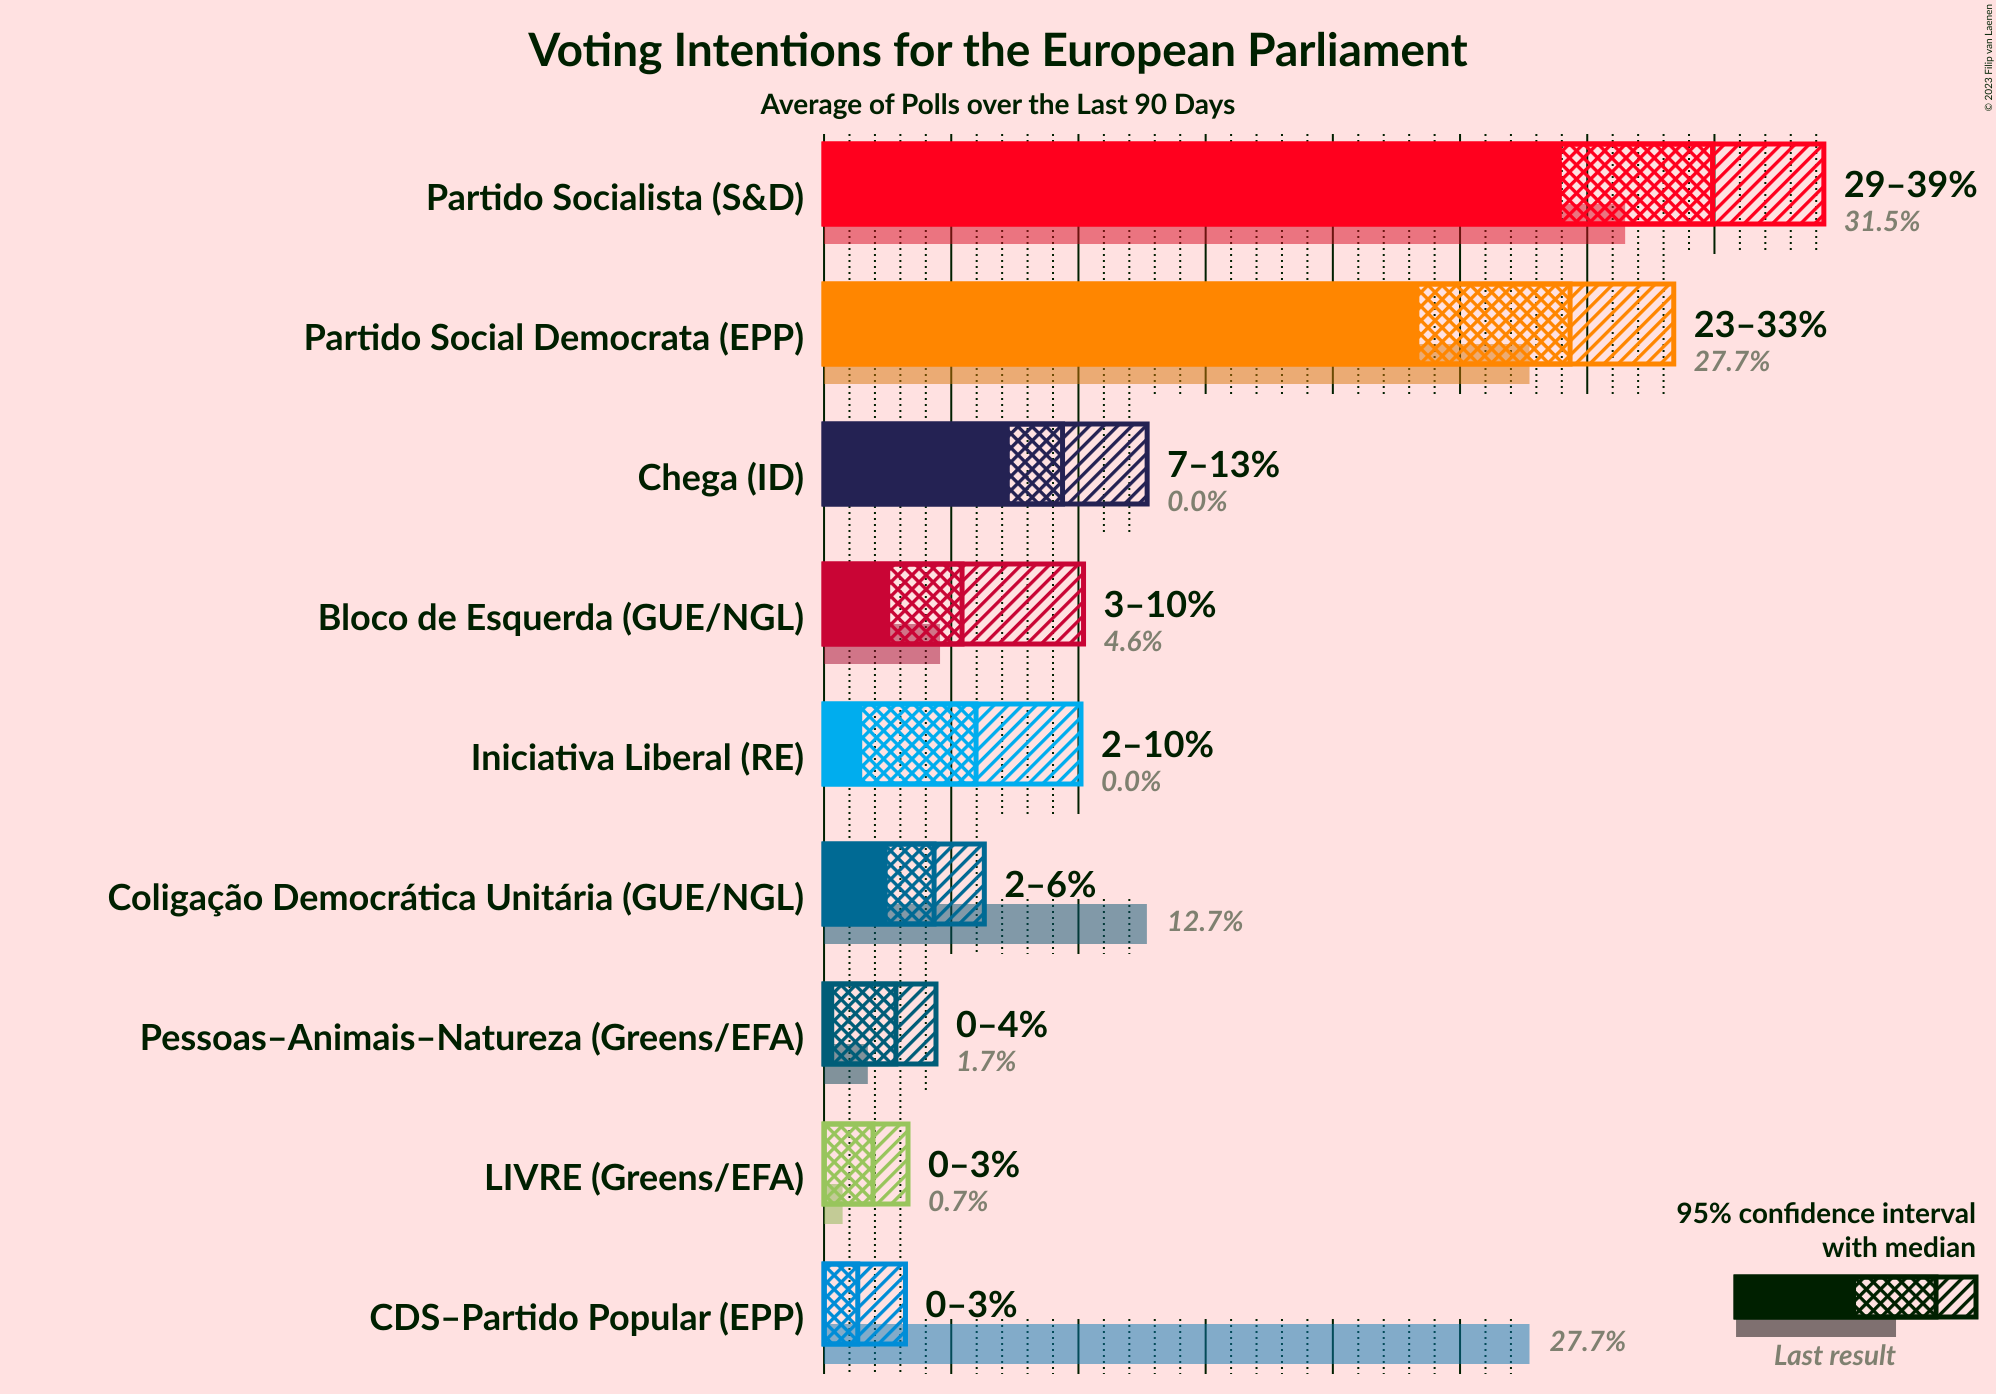 © 2023 Filip van Laenen
Voting Intentions for the European Parliament
Average of Polls over the Last 90 Days
Partido Socialista (S&D)
29–39%
31.5%
Partido Social Democrata (EPP)
23–33%
27.7%
Chega (ID)
7–13%
0.0%
Bloco de Esquerda (GUE/NGL)
3–10%
4.6%
Iniciativa Liberal (RE)
2–10%
0.0%
Coligação Democrática Unitária (GUE/NGL)
2–6%
12.7%
Pessoas–Animais–Natureza (Greens/EFA)
0–4%
1.7%
LIVRE (Greens/EFA)
0–3%
0.7%
CDS–Partido Popular (EPP)
0–3%
27.7%
95% confidence interval
with median
Last result